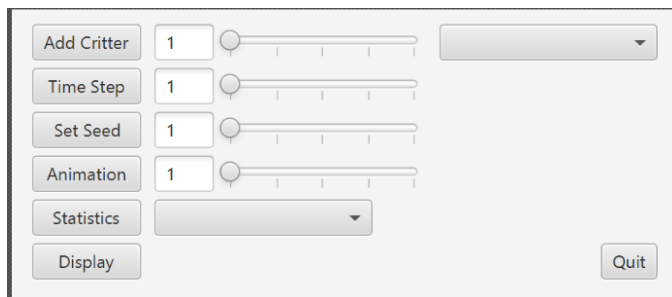 Add Critter 1
Time Step 1
Set Seed 1
Animation 1
Statistics
Display Quit